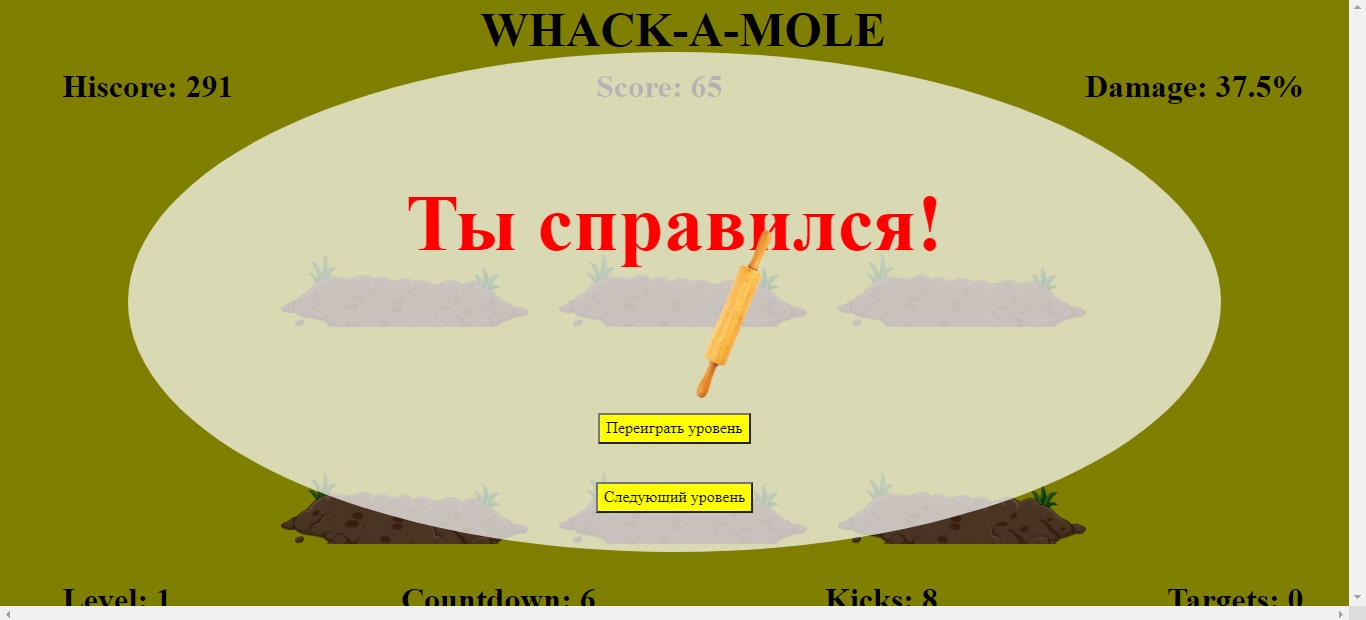 WHACK-A-MOLE
Hiscore: 291 Score: 65 Damage: 37.5%
Ты справился!
Переиграть уровень
Следующий уровень
Level: 1 Countdown: 6 Kicks: 8 Targets: 0